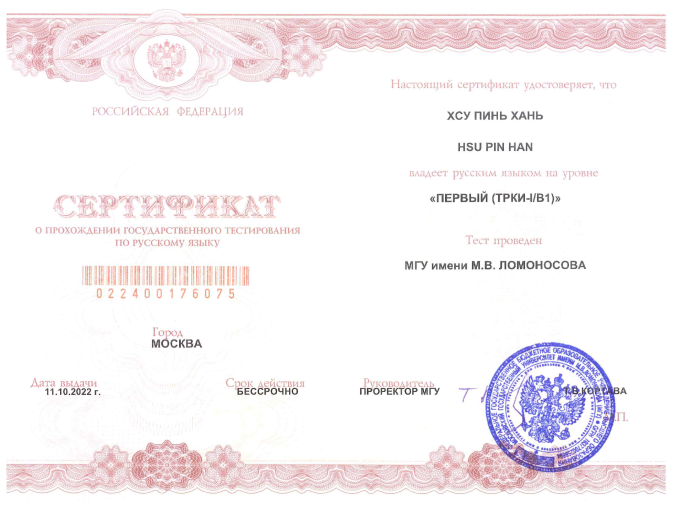 РОССИЙСКАЯ ФЕДЕРАЦИЯ
СЕРТИФИКАТ
О ПРОХОЖДЕНИИ ГОСУДАРСТВЕННОГО ТЕСТИРОВАНИЯ
ПО РУССКОМУ ЯЗЫКУ
022400176075
Город
МОСКВА
Дата выдачи
11.10.2022 г.
Срок действия
БЕССРОЧНО
Настоящий сертификат удостоверяет, что
ХСУ ПИНЬ ХАНЬ
HSU PIN HAN
владеет русским языком на уровне
«ПЕРВЫЙ (ТРКИ-I/B1)»
Тест проведен
МГУ имени М.В. ЛОМОНОСОВА
Руководитель
ПРОРЕКТОР МГУ
Т.В.КОРТАВА